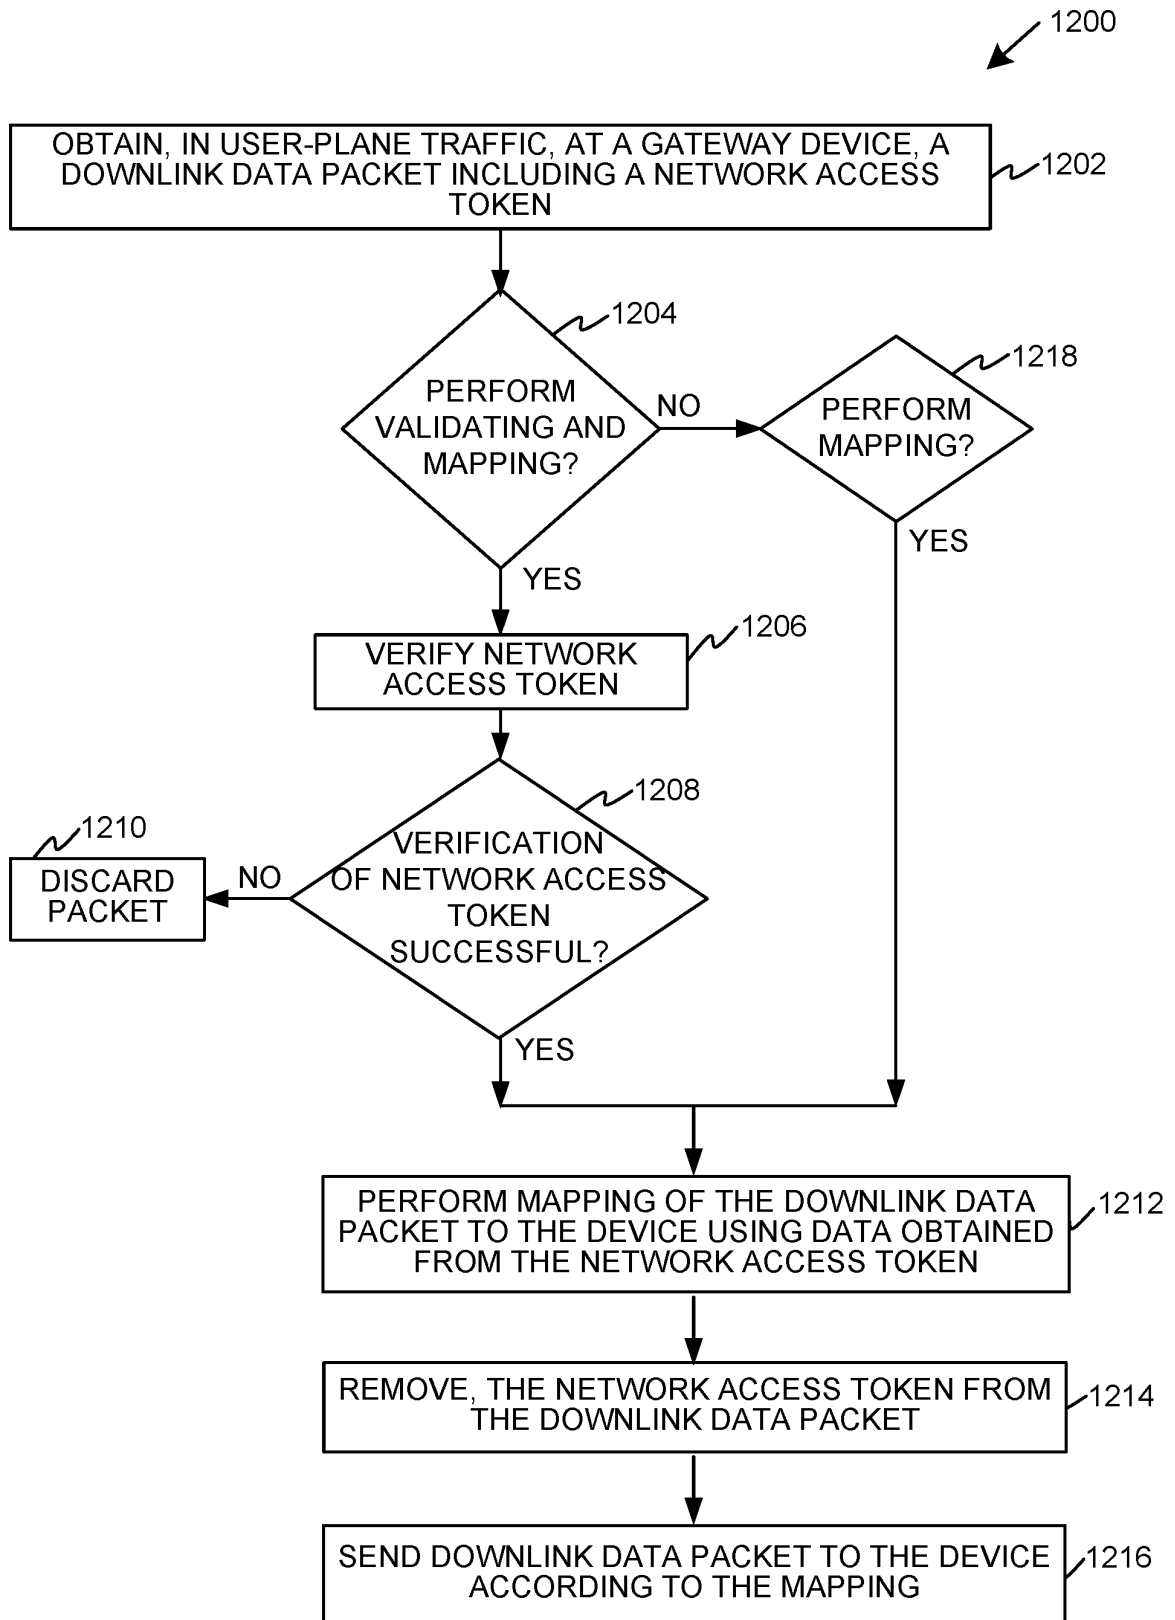 1200
OBTAIN, IN USER-PLANE TRAFFIC, AT A GATEWAY DEVICE, A
DOWNLINK DATA PACKET INCLUDING A NETWORK ACCESS
TOKEN
1202
1204
PERFORM
VALIDATING AND
MAPPING?
NO
1218
PERFORM
MAPPING?
YES
YES
1206
VERIFY NETWORK
ACCESS TOKEN
1208
VERIFICATION
OF NETWORK ACCESS
TOKEN
SUCCESSFUL?
NO
1210
DISCARD
PACKET
YES
PERFORM MAPPING OF THE DOWNLINK DATA
PACKET TO THE DEVICE USING DATA OBTAINED
FROM THE NETWORK ACCESS TOKEN
1212
REMOVE, THE NETWORK ACCESS TOKEN FROM
THE DOWNLINK DATA PACKET
1214
SEND DOWNLINK DATA PACKET TO THE DEVICE
ACCORDING TO THE MAPPING
1216